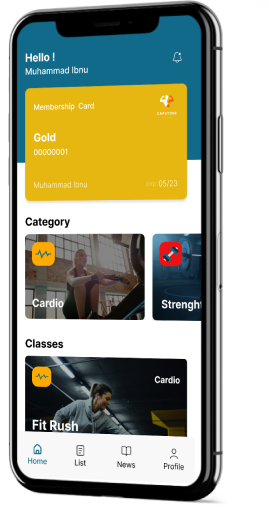 Hello !
Muhammad Ibnu
Membership Card
Gold
00000001
Muhammad Ibnu
05/23
Category
Cardio
Strenght
Classes
Cardio
Fit Rush
Home
List
News
Profile